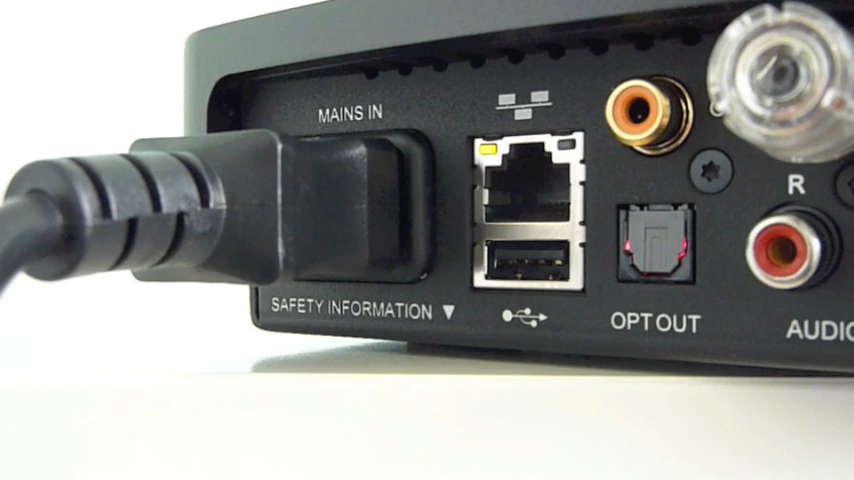 MAINS IN
R
SAFETY INFORMATION ▼
OPT OUT
AUDIO